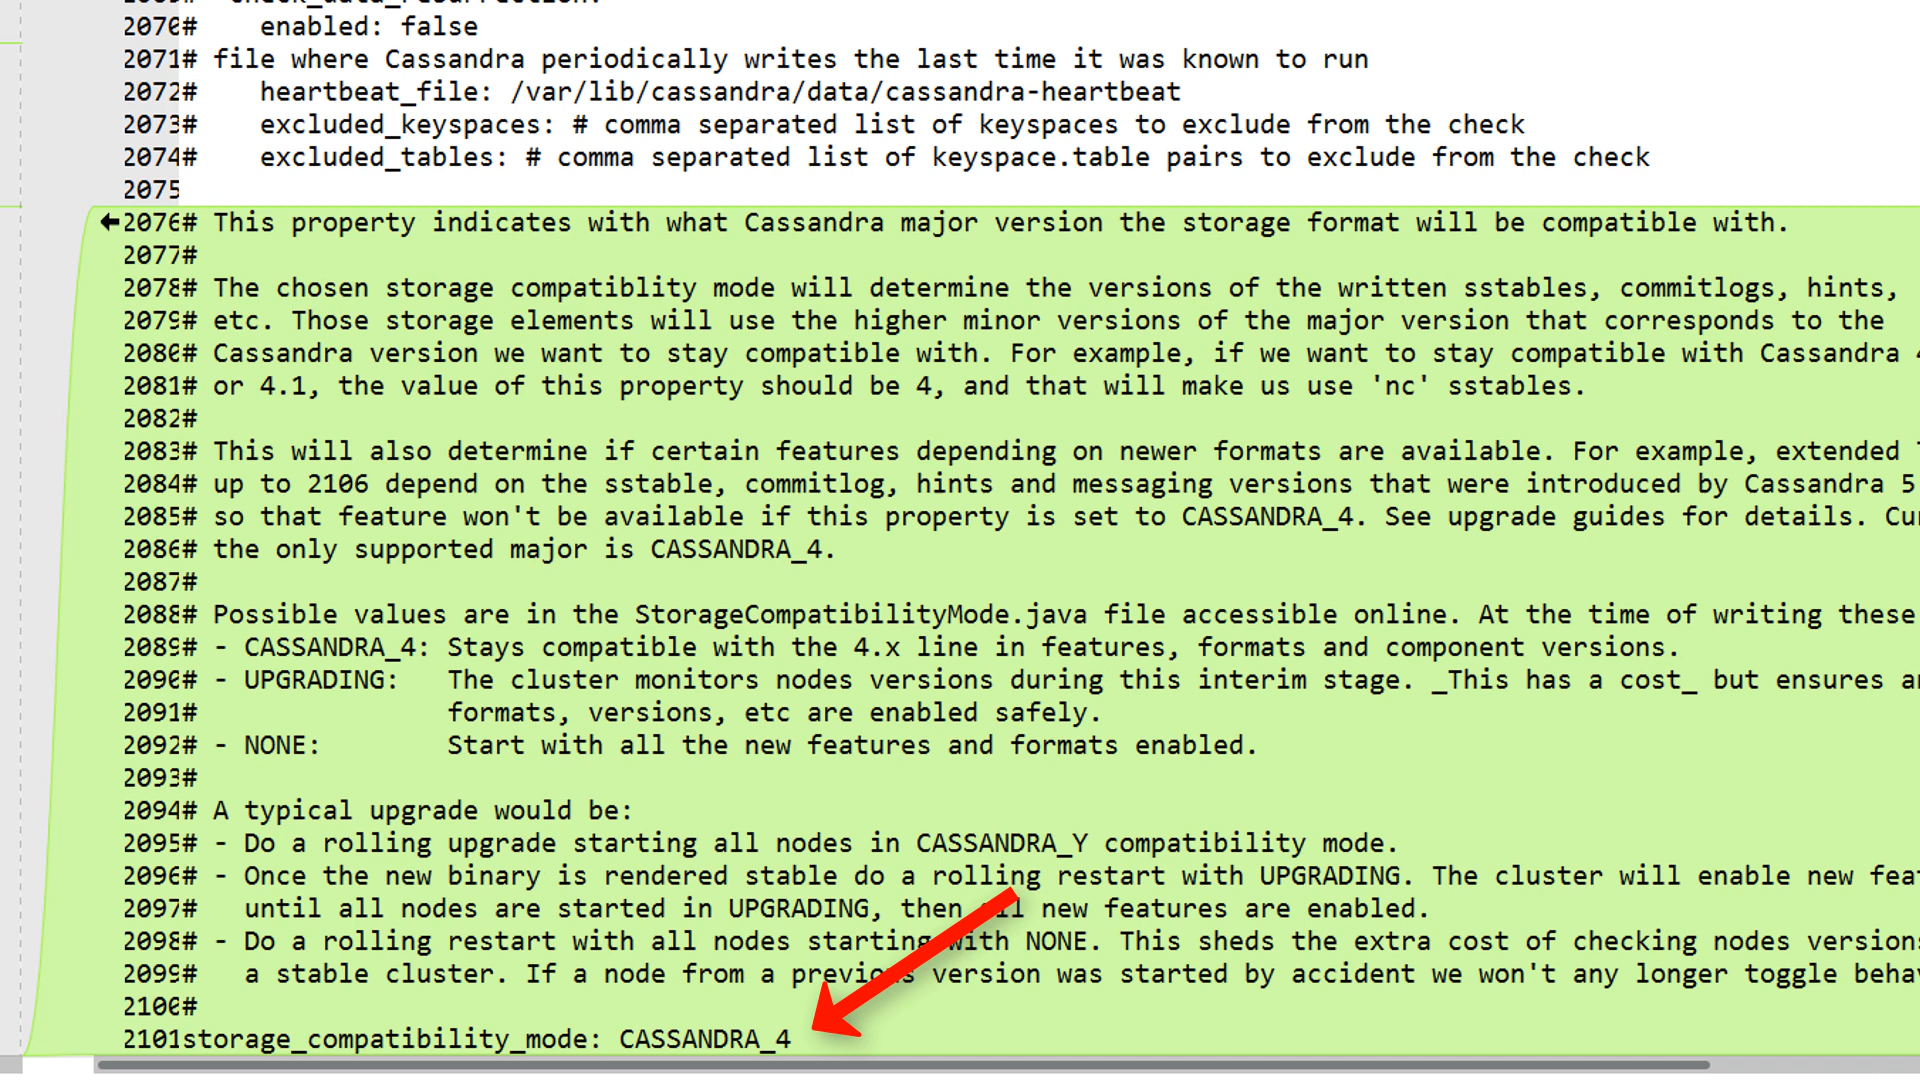 2070#    enabled: false
2071# file where Cassandra periodically writes the last time it was known to run
2072#    heartbeat_file: /var/lib/cassandra/data/cassandra-heartbeat
2073#    excluded_keyspaces: # comma separated list of keyspaces to exclude from the check
2074#    excluded_tables: # comma separated list of keyspace.table pairs to exclude from the check
2075
2076# This property indicates with what Cassandra major version the storage format will be compatible with.
2077#
2078# The chosen storage compatiblity mode will determine the versions of the written sstables, commitlogs, hints,
2079# etc. Those storage elements will use the higher minor versions of the major version that corresponds to the
2080# Cassandra version we want to stay compatible with. For example, if we want to stay compatible with Cassandra
2081# or 4.1, the value of this property should be 4, and that will make us use 'nc' sstables.
2082#
2083# This will also determine if certain features depending on newer formats are available. For example, extended
2084# up to 2106 depend on the sstable, commitlog, hints and messaging versions that were introduced by Cassandra 5
2085# so that feature won't be available if this property is set to CASSANDRA_4. See upgrade guides for details.
2086# the only supported major is CASSANDRA_4.
2087#
2088# Possible values are in the StorageCompatibilityMode.java file accessible online. At the time of writing these
2089# - CASSANDRA_4: Stays compatible with the 4.x line in features, formats and component versions.
2090# - UPGRADING:   The cluster monitors nodes versions during this interim stage. _This has a cost_ but ensures
2091#                formats, versions, etc are enabled safely.
2092# - NONE:        Start with all the new features and formats enabled.
2093#
2094# A typical upgrade would be:
2095# - Do a rolling upgrade starting all nodes in CASSANDRA_Y compatibility mode.
2096# - Once the new binary is rendered stable do a rolling restart with UPGRADING. The cluster will enable new
2097#   until all nodes are started in UPGRADING, then all new features are enabled.
2098# - Do a rolling restart with all nodes starting with NONE. This sheds the extra cost of checking nodes versions
2099#   a stable cluster. If a node from a previous version was started by accident we won't any longer toggle
2100#
2101storage_compatibility_mode: CASSANDRA_4